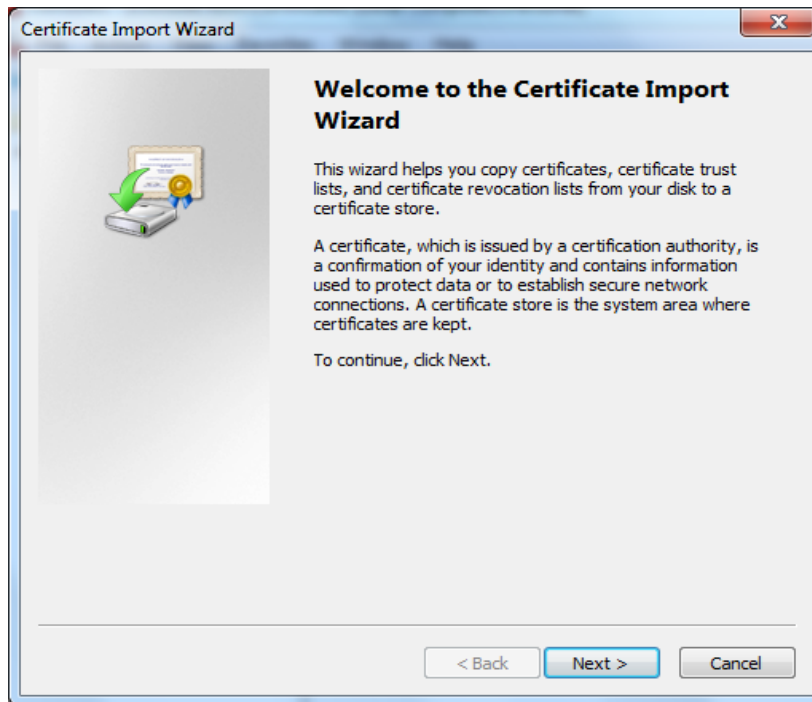 Certificate Import Wizard
Welcome to the Certificate Import
Wizard
This wizard helps you copy certificates, certificate trust
lists, and certificate revocation lists from your disk to a
certificate store.
A certificate, which is issued by a certification authority, is
a confirmation of your identity and contains information
used to protect data or to establish secure network
connections. A certificate store is the system area where
certificates are kept.
To continue, click Next.
< Back Next > Cancel